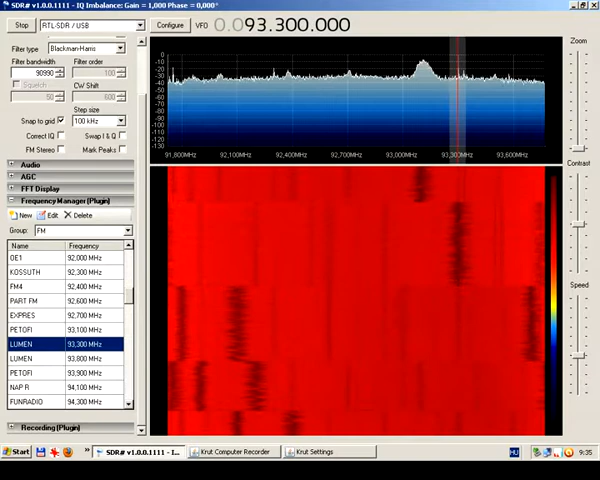 SDR# v1.0.0.1111 - IQ Imbalance: Gain = 1,000 Phase = 0,000°
Stop
RTL-SDR / USB
Configure
VFO
0.093.300.000
Filter type
Blackman-Harris
Filter bandwidth
Filter order
90990
100
Squelch
CW Shift
50
600
Step size
Snap to grid
100 kHz
Correct IQ
Swap I & Q
FM Stereo
Mark Peaks
Audio
AGC
FFT Display
Frequency Manager (Plugin)
New
Edit
Delete
Group:
FM
Name
Frequency
OE1
92,000 MHz
KOSSUTH
92,300 MHz
FM4
92,400 MHz
PART FM
92,600 MHz
EXPRES
92,700 MHz
PETOFI
93,100 MHz
LUMEN
93,300 MHz
LUMEN
93,800 MHz
PETOFI
93,900 MHz
NAP R
94,100 MHz
FUNRADIO
94,300 MHz
Recording (Plugin)
0
-10
-20
-30
-40
-50
-60
-70
-80
-90
-100
-110
-120
-130
91,800MHz
92,100MHz
92,400MHz
92,700MHz
93,000MHz
93,300MHz
93,600MHz
Zoom
Contrast
Speed
Start
»
SDR# v1.0.0.1111 - I...
Krut Computer Recorder
Krut Settings
HU
9:35